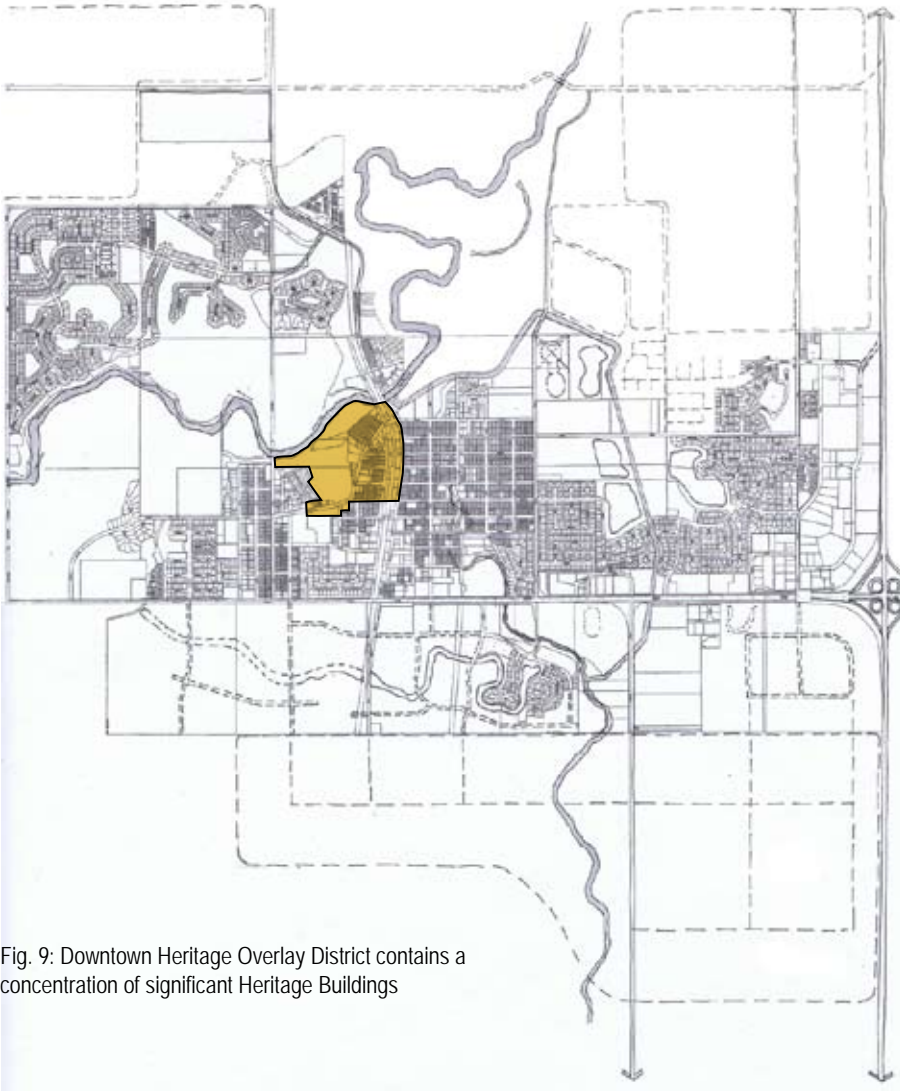 Fig. 9: Downtown Heritage Overlay District contains a
concentration of significant Heritage Buildings